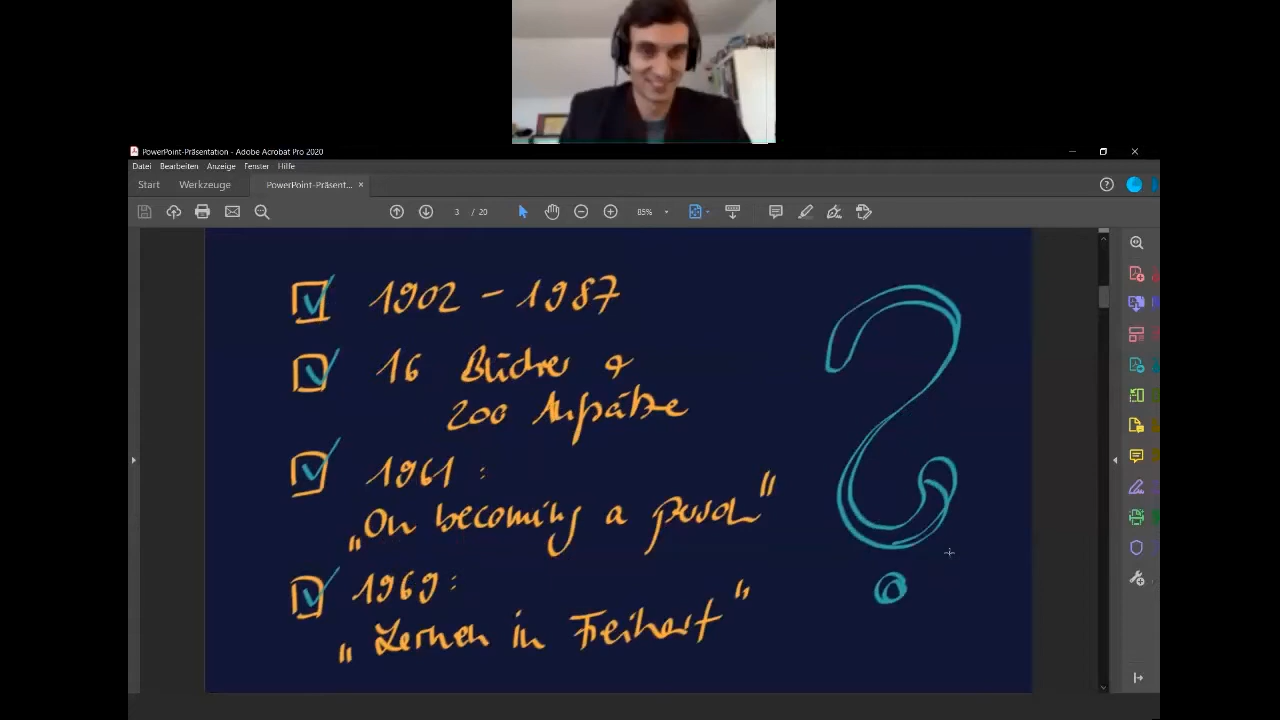 PowerPoint-Präsentation - Adobe Acrobat Pro 2020
Datei Bearbeiten Anzeige Fenster Hilfe
Start Werkzeuge PowerPoint-Präsent... ×
3 / 20 85%
1902 - 1987
16 Bücher &
200 Aufsätze
1961:
„On becoming a person"
1969:
„Lernen in Freiheit"
?